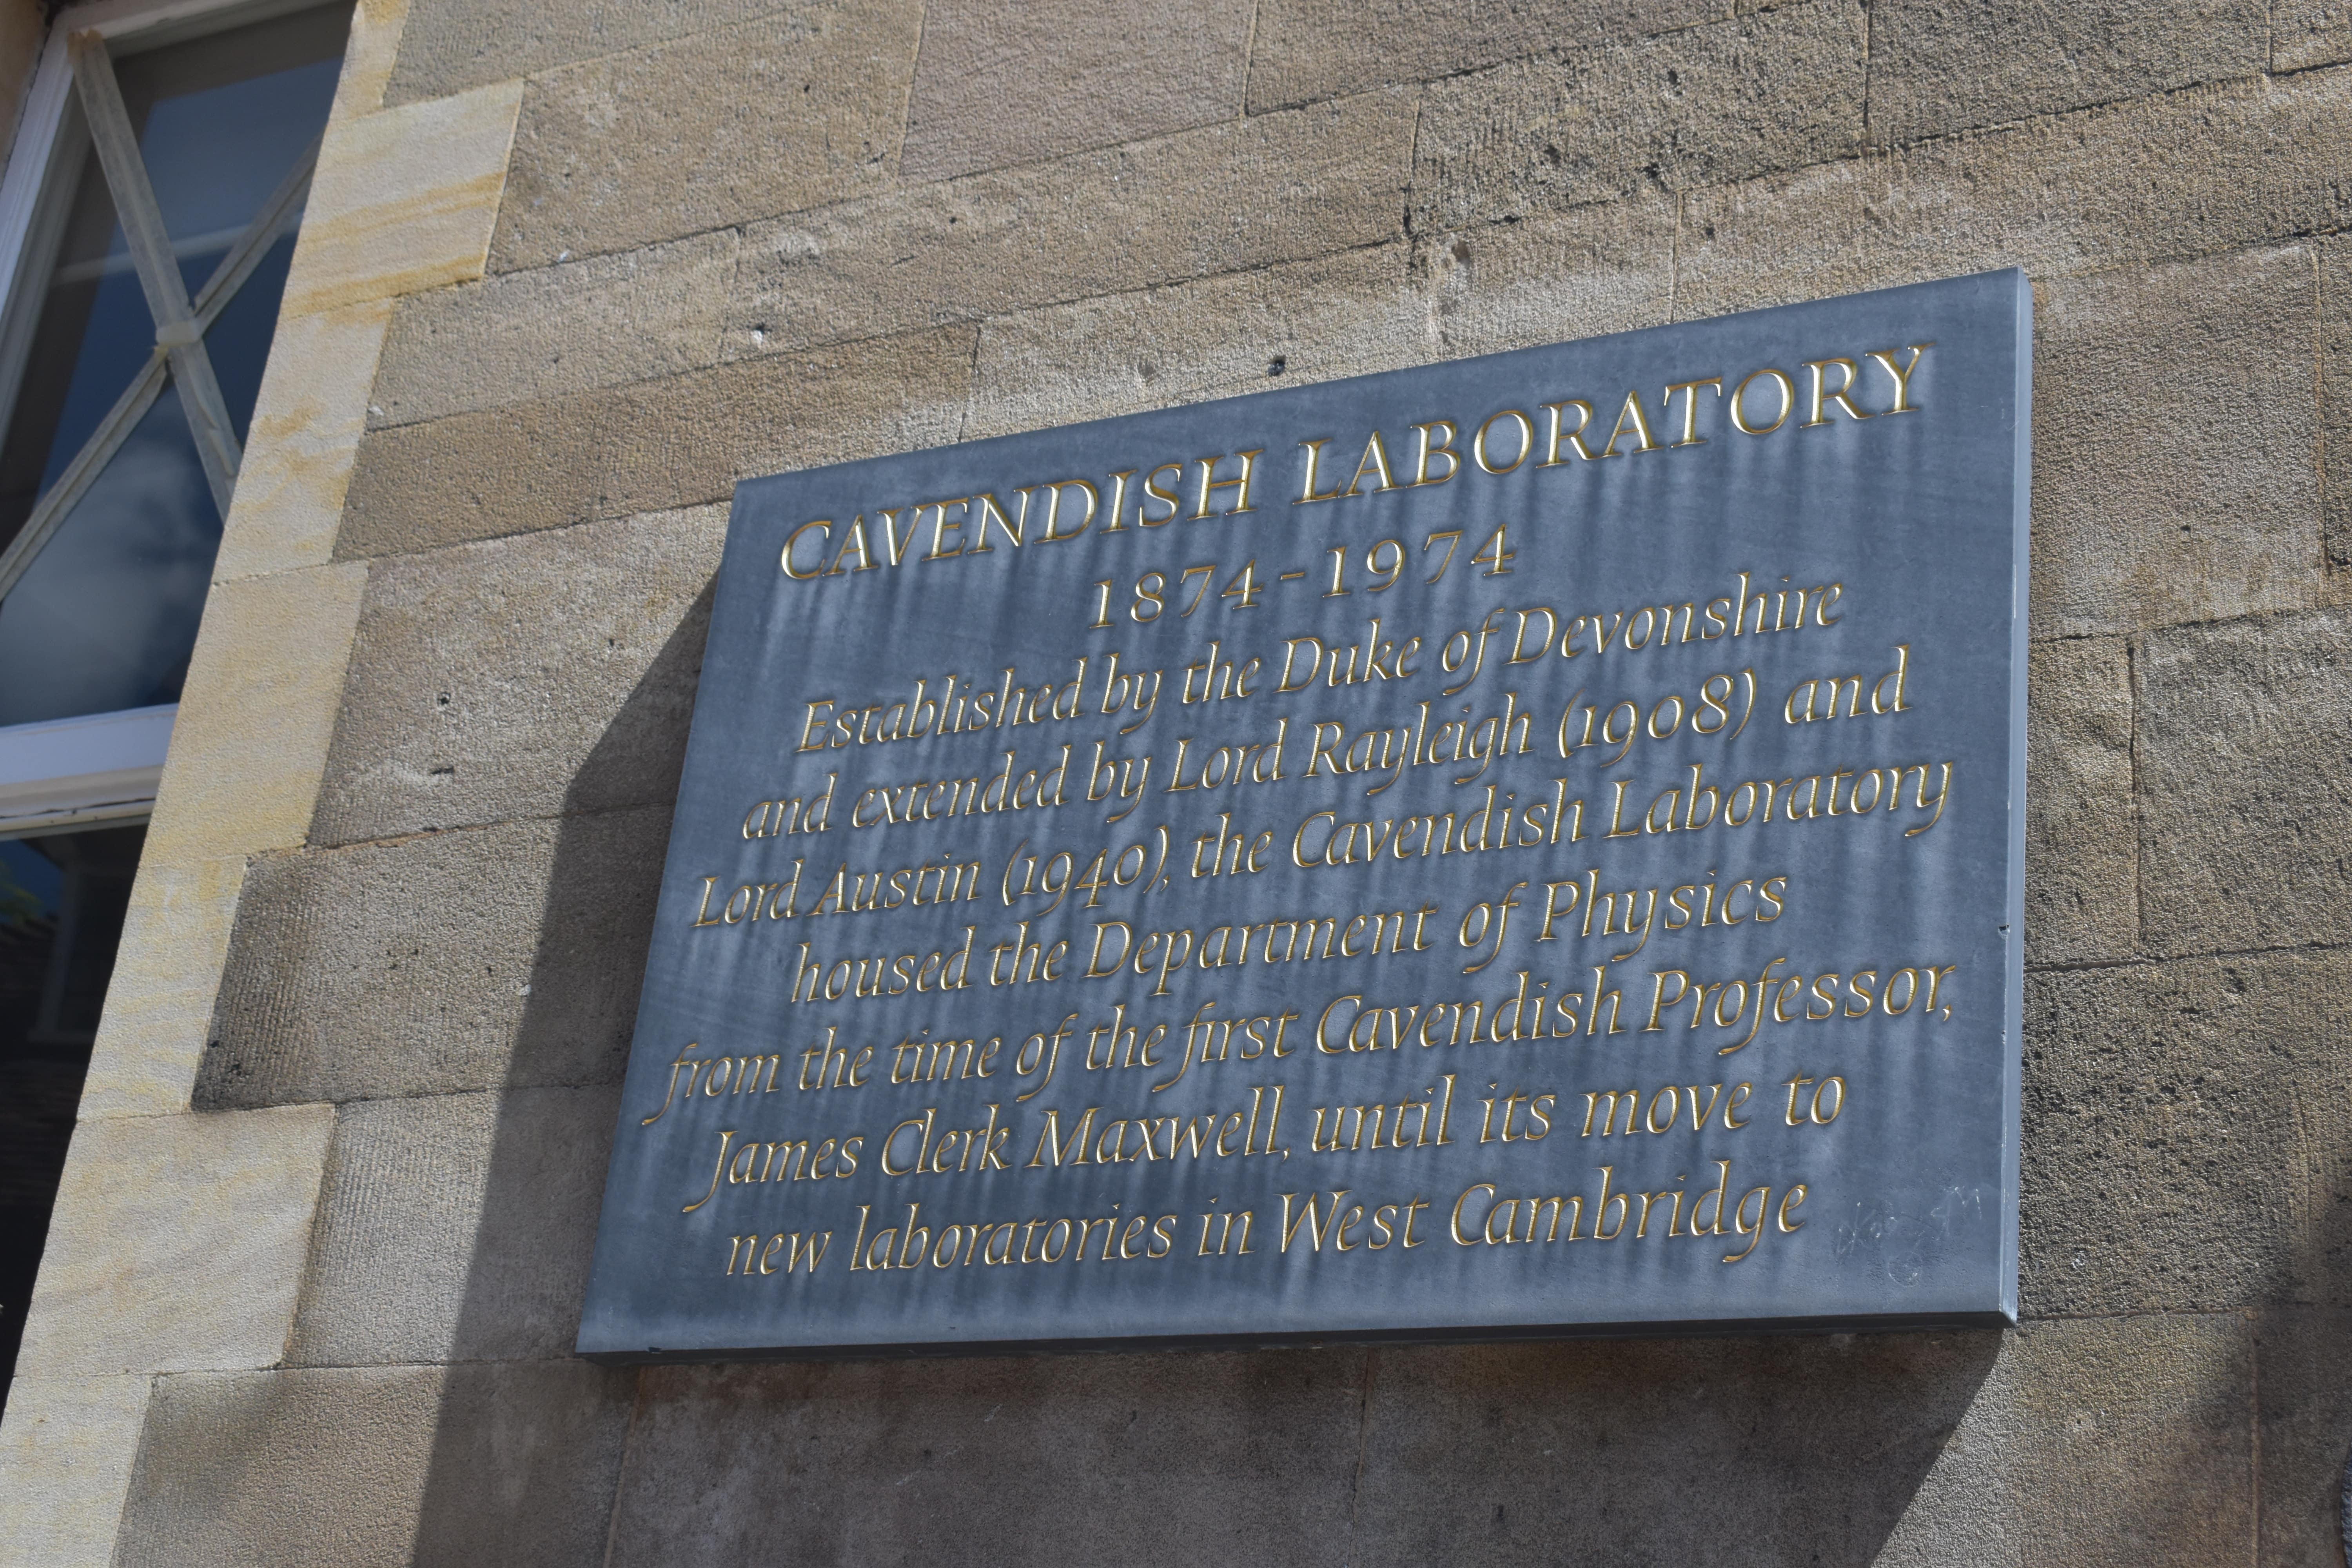 CAVENDISH LABORATORY
1874-1974
Established by the Duke of Devonshire
and extended by Lord Rayleigh (1908) and
Lord Austin (1940), the Cavendish Laboratory
housed the Department of Physics
from the time of the first Cavendish Professor,
James Clerk Maxwell, until its move to
new laboratories in West Cambridge